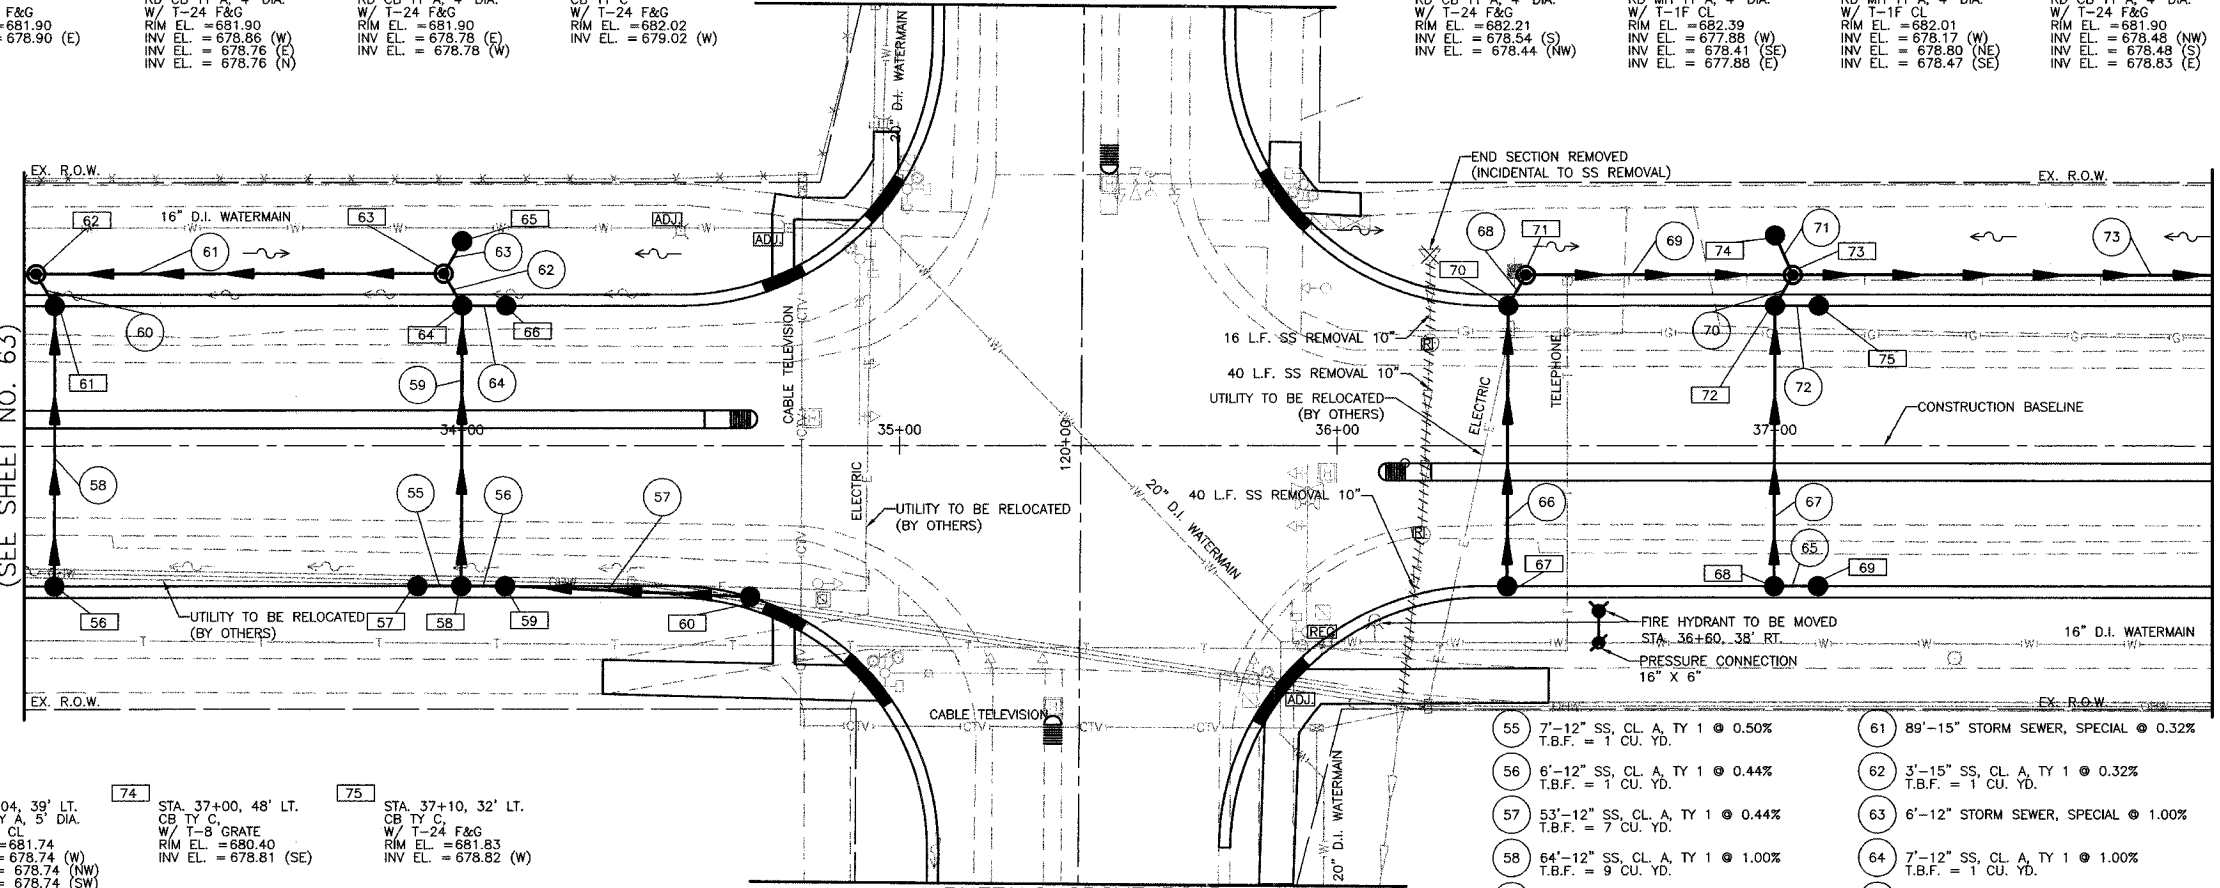 F&G
=681.90
=678.90 (E)
W/ T-24 F&G
RIM EL. =681.90
INV EL. =678.86 (W)
INV EL. = 678.76 (E)
INV EL. = 678.76 (N)
W/ T-24 F&G
RIM EL. =681.90
INV EL. =678.78 (E)
INV EL. = 678.78 (W)
W/ T-24 F&G
RIM EL. =682.02
INV EL. =679.02 (W)
W/ T-24 F&G
RIM EL. =682.21
INV EL. =678.54 (S)
INV EL. = 678.44 (NW)
W/ T-1F CL
RIM EL. =682.39
INV EL. =677.88 (W)
INV EL. = 678.41 (SE)
INV EL. = 677.88 (E)
W/ T-1F CL
RIM EL. =682.01
INV EL. =678.17 (W)
INV EL. = 678.80 (NE)
INV EL. = 678.47 (SE)
W/ T-24 F&G
RIM EL. =681.90
INV EL. =678.48 (NW)
INV EL. =678.48 (S)
INV EL. = 678.83 (E)
20" D.I. WATERMAIN
END SECTION REMOVED
(INCIDENTAL TO SS REMOVAL)
EX. R.O.W.
EX. R.O.W.
62
16" D.I. WATERMAIN
63
65
ADJ.
ADJ.
61
63
62
68
71
69
74
71
73
73
70
60
64
66
70
75
16 L.F. SS REMOVAL 10"
R
61
59
64
CABLE TELEVISION
40 L.F. SS REMOVAL 10"
UTILITY TO BE RELOCATED
(BY OTHERS)
ELECTRIC
TELEPHONE
72
72
CONSTRUCTION BASELINE
34+00
35+00
120+00
36+00
37+00
(SEE SHEET NO. 63)
58
55
56
57
ELECTRIC
UTILITY TO BE RELOCATED
(BY OTHERS)
20" D.I. WATERMAIN
40 L.F. SS REMOVAL 10"
R
66
67
65
67
68
69
56
UTILITY TO BE RELOCATED
(BY OTHERS)
57
58
59
60
REC
FIRE HYDRANT TO BE MOVED
STA. 36+60, 38' RT.
16" D.I. WATERMAIN
PRESSURE CONNECTION
16" X 6"
EX. R.O.W.
CABLE TELEVISION
ADJ.
EX. R.O.W.
20" D.I. WATERMAIN
04, 39' LT.
Y A, 5' DIA.
CL
=681.74
= 678.74 (W)
= 678.74 (NW)
= 678.74 (SW)
74
STA. 37+00, 48' LT.
CB TY C,
W/ T-8 GRATE
RIM EL. =680.40
INV EL. =678.81 (SE)
75
STA. 37+10, 32' LT.
CB TY C,
W/ T-24 F&G
RIM EL. =681.83
INV EL. =678.82 (W)
55 7'-12" SS, CL. A, TY 1 @ 0.50%
T.B.F. = 1 CU. YD.
56 6'-12" SS, CL. A, TY 1 @ 0.44%
T.B.F. = 1 CU. YD.
57 53'-12" SS, CL. A, TY 1 @ 0.44%
T.B.F. = 7 CU. YD.
58 64'-12" SS, CL. A, TY 1 @ 1.00%
T.B.F. = 9 CU. YD.
61 89'-15" STORM SEWER, SPECIAL @ 0.32%
62 3'-15" SS, CL. A, TY 1 @ 0.32%
T.B.F. = 1 CU. YD.
63 6'-12" STORM SEWER, SPECIAL @ 1.00%
64 7'-12" SS, CL. A, TY 1 @ 1.00%
T.B.F. = 1 CU. YD.